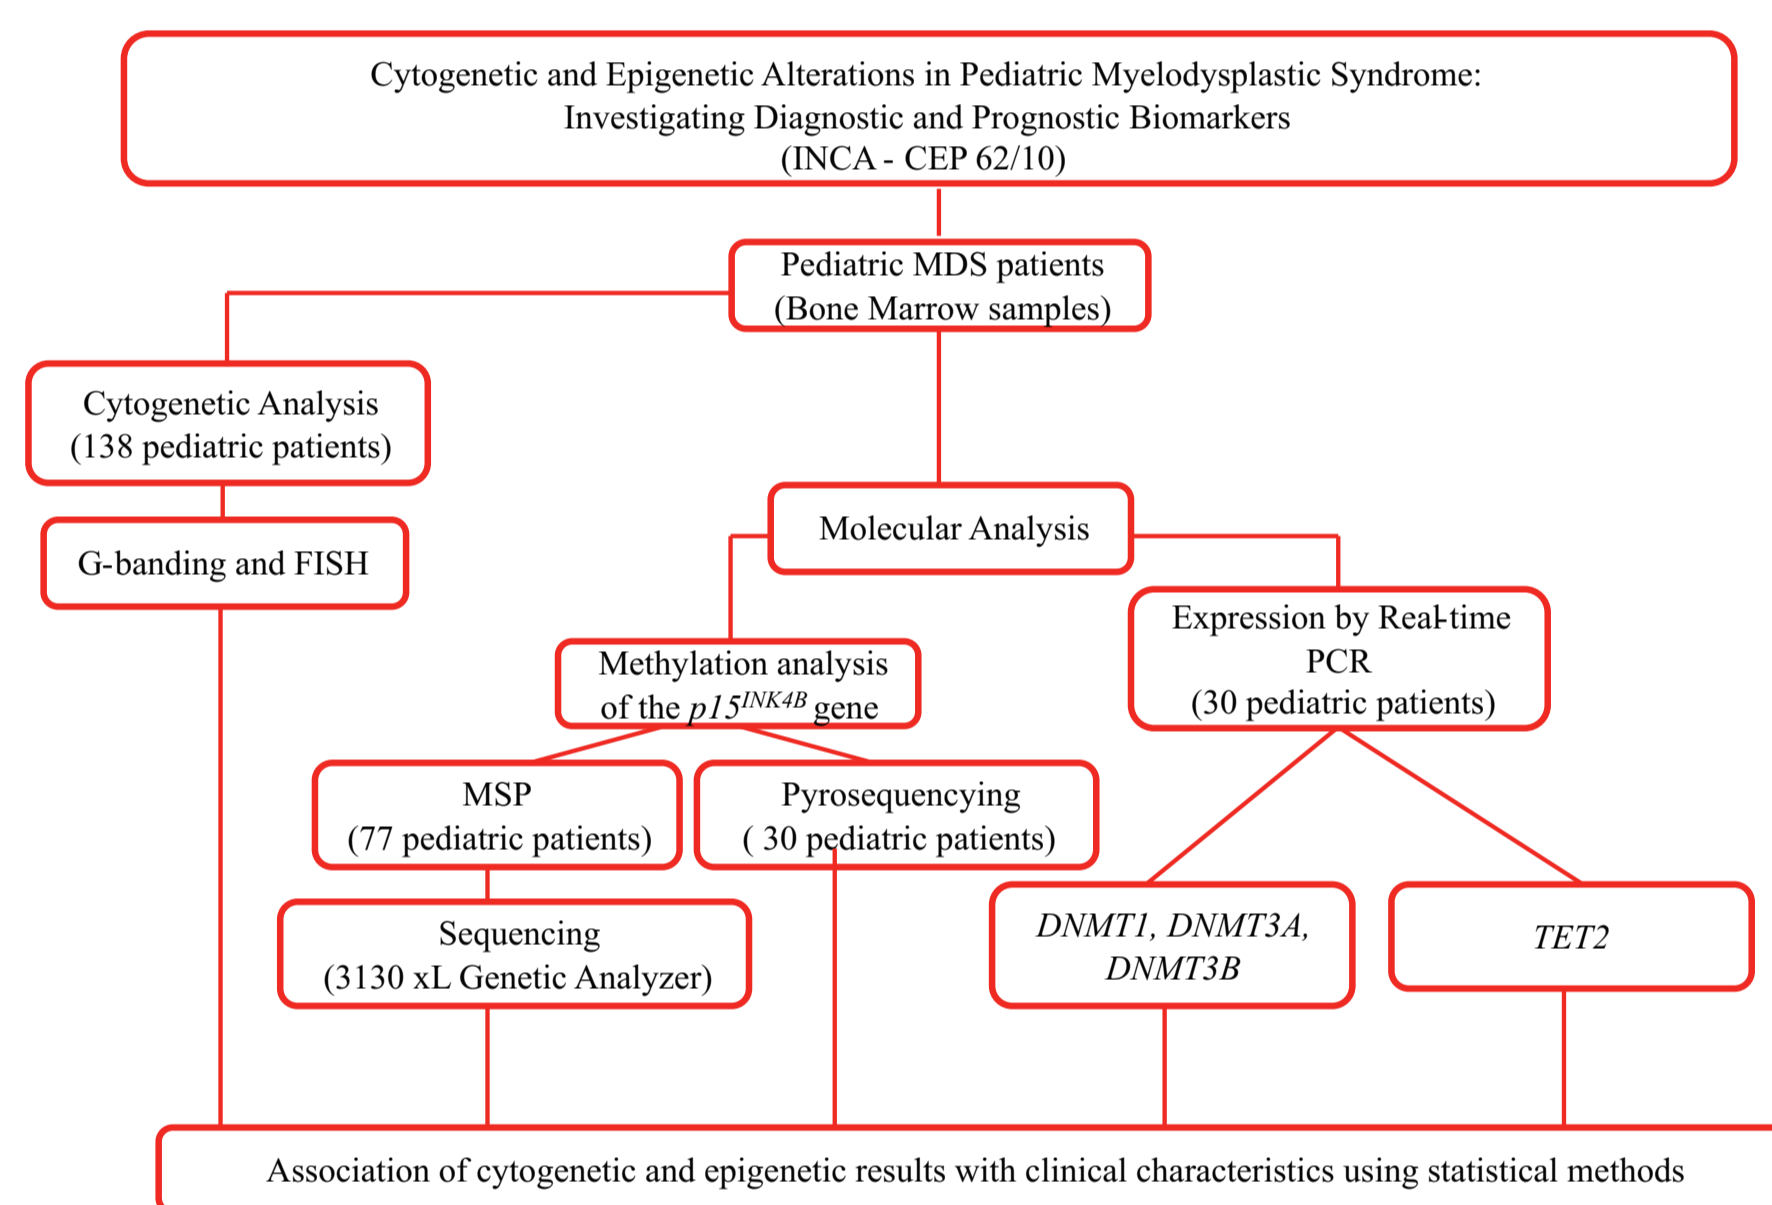 Cytogenetic and Epigenetic Alterations in Pediatric Myelodysplastic Syndrome:
Investigating Diagnostic and Prognostic Biomarkers
(INCA - CEP 62/10)
Pediatric MDS patients
(Bone Marrow samples)
Cytogenetic Analysis
(138 pediatric patients)
G-banding and FISH
Molecular Analysis
Methylation analysis
of the p15^INK4B gene
Expression by Real-time
PCR
(30 pediatric patients)
MSP
(77 pediatric patients)
Pyrosequencying
( 30 pediatric patients)
Sequencing
(3130 xL Genetic Analyzer)
DNMT1, DNMT3A,
DNMT3B
TET2
Association of cytogenetic and epigenetic results with clinical characteristics using statistical methods